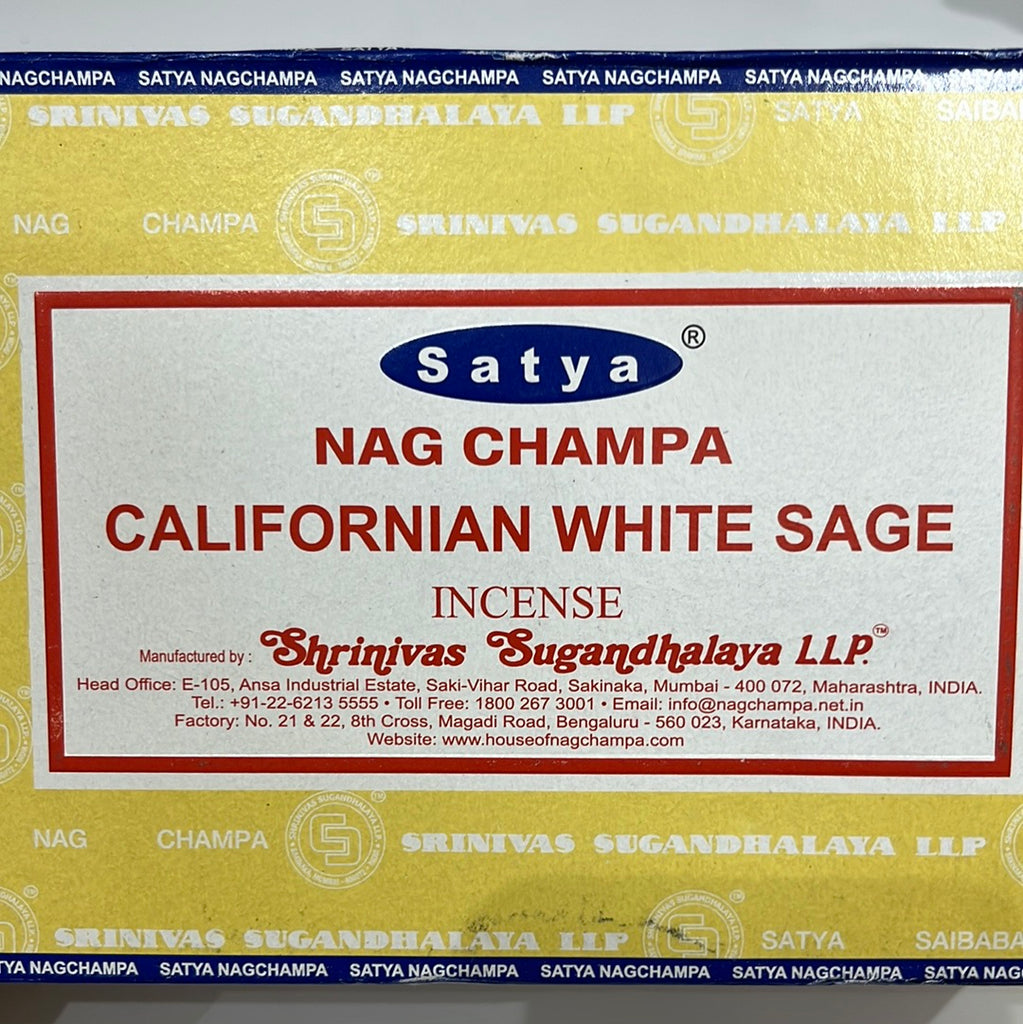 NAGCHAMPA SATYA NAGCHAMPA SATYA NAGCHAMPA SATYA NAGCHAMPA SATYA NAGCHAMPA
SRINIVAS SUGANDHALAYA LLP SATYA SAIBA
NAG CHAMPA SRINIVAS SUGANDHALAYA LLP
Satya®
NAG CHAMPA
CALIFORNIAN WHITE SAGE
INCENSE
Manufactured by : Shrinivas Sugandhalaya LLP.™
Head Office: E-105, Ansa Industrial Estate, Saki-Vihar Road, Sakinaka, Mumbai - 400 072, Maharashtra, INDIA.
Tel.: +91-22-6213 5555 • Toll Free: 1800 267 3001 • Email: info@nagchampa.net.in
Factory: No. 21 & 22, 8th Cross, Magadi Road, Bengaluru - 560 023, Karnataka, INDIA.
Website: www.houseofnagchampa.com
NAG CHAMPA SRINIVAS SUGANDHALAYA LLP
SRINIVAS SUGANDHALAYA LLP SATYA SAIBABA
TYA NAGCHAMPA SATYA NAGCHAMPA SATYA NAGCHAMPA SATYA NAGCHAMPA SATYA NAGCHAMPA SATYA NAG